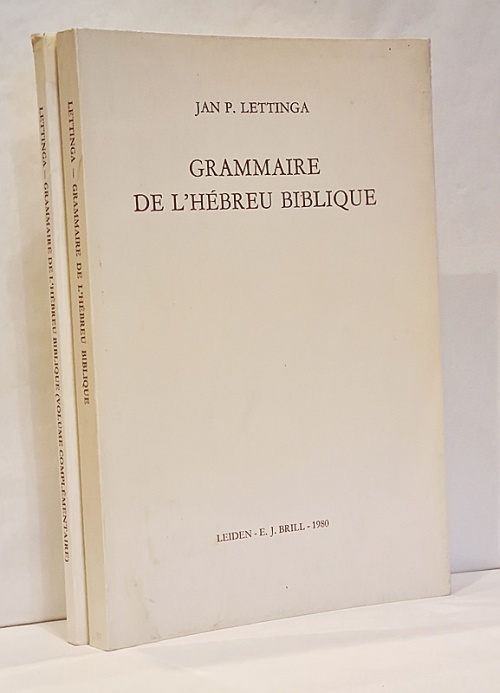 JAN P. LETTINGA
GRAMMAIRE
DE L'HÉBREU BIBLIQUE
LEIDEN - E. J. BRILL - 1980
LETTINGA — GRAMMAIRE DE L'HÉBREU BIBLIQUE
LETTINGA — GRAMMAIRE DE L'HÉBREU BIBLIQUE (VOLUME COMPLÉMENTAIRE)